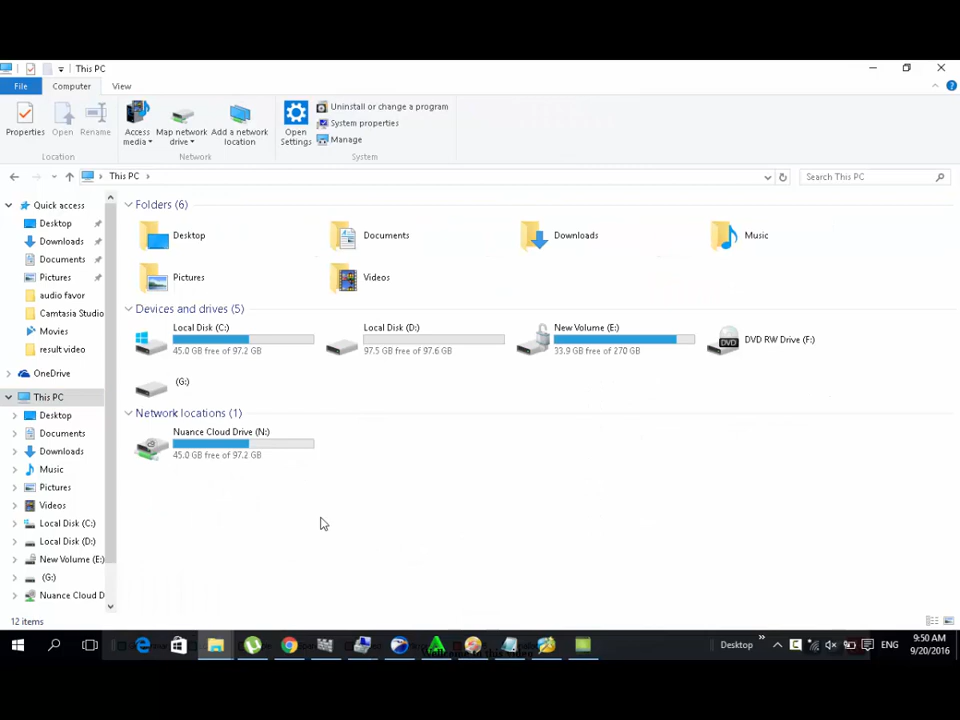 This PC
File
Computer
View
Properties
Open
Rename
Access media
Map network drive
Add a network location
Open Settings
Uninstall or change a program
System properties
Manage
Location
Network
System
This PC
Search This PC
Quick access
Desktop
Downloads
Documents
Pictures
audio favor
Camtasia Studio
Movies
result video
OneDrive
This PC
Desktop
Documents
Downloads
Music
Pictures
Videos
Local Disk (C:)
Local Disk (D:)
New Volume (E:)
(G:)
Nuance Cloud D
Folders (6)
Desktop
Documents
Downloads
Music
Pictures
Videos
Devices and drives (5)
Local Disk (C:)
45.0 GB free of 97.2 GB
Local Disk (D:)
97.5 GB free of 97.6 GB
New Volume (E:)
33.9 GB free of 270 GB
DVD
DVD RW Drive (F:)
(G:)
Network locations (1)
Nuance Cloud Drive (N:)
45.0 GB free of 97.2 GB
12 items
Desktop
ENG
9:50 AM
9/20/2016